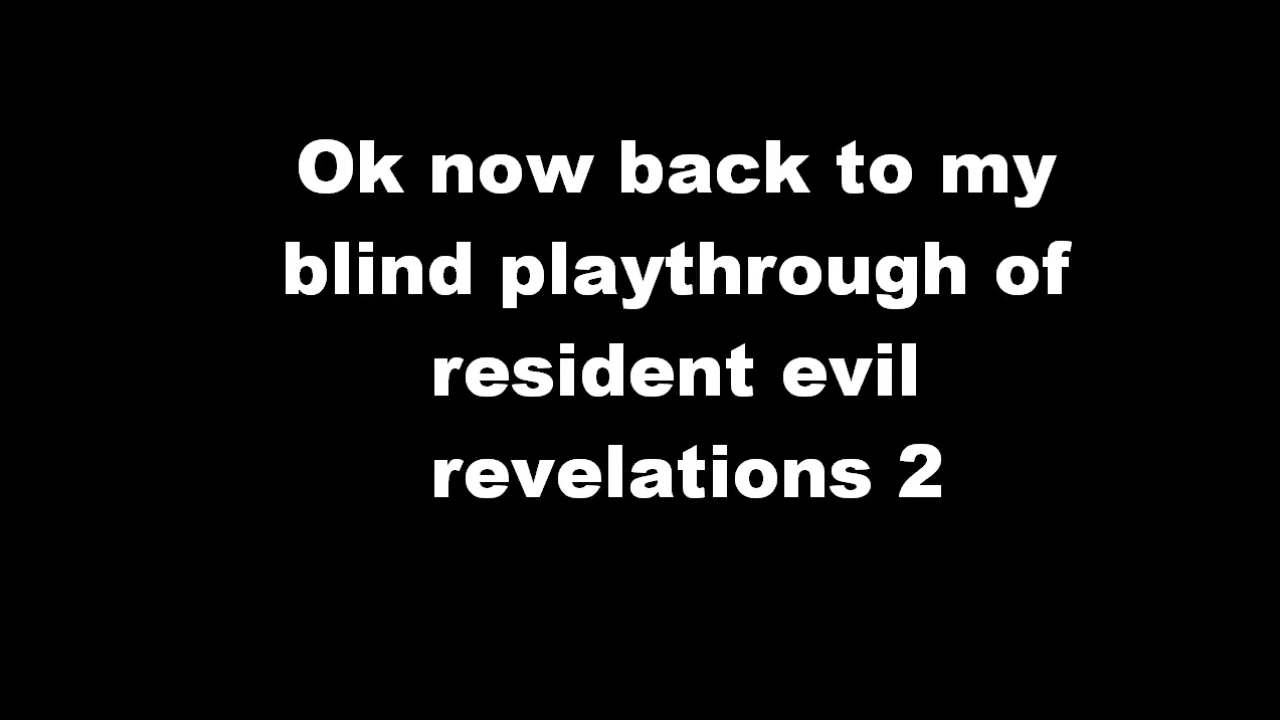 Ok now back to my
blind playthrough of
resident evil
revelations 2